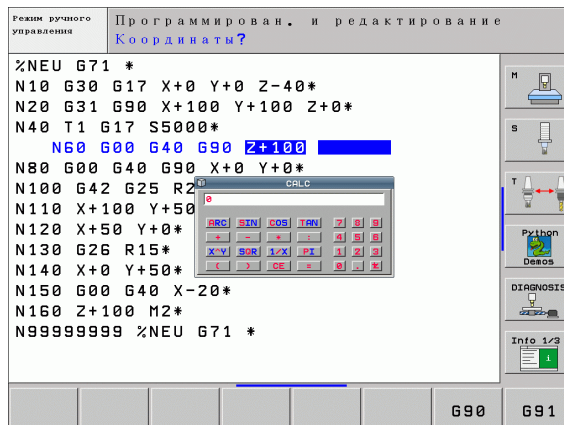 Режим ручного
управления
Программирован. и редактирование
Координаты?
%NEU G71 *
N10 G30 G17 X+0 Y+0 Z-40*
N20 G31 G90 X+100 Y+100 Z+0*
N40 T1 G17 S5000*
N60 G00 G40 G90 Z+100
N80 G00 G40 G90 X+0 Y+0*
N100 G42 G25 R2
N110 X+100 Y+50
N120 X+50 Y+0*
N130 G26 R15*
N140 X+0 Y+50*
N150 G00 G40 X-20*
N160 Z+100 M2*
N99999999 %NEU G71 *
CALC
0
ARC SIN COS TAN 7 8 9
+ - * : 4 5 6
X^Y SQR 1/X PI 1 2 3
( ) CE = 0 .
M
S
T
Python
Demos
DIAGNOSIS
Info 1/3
i
G90 G91